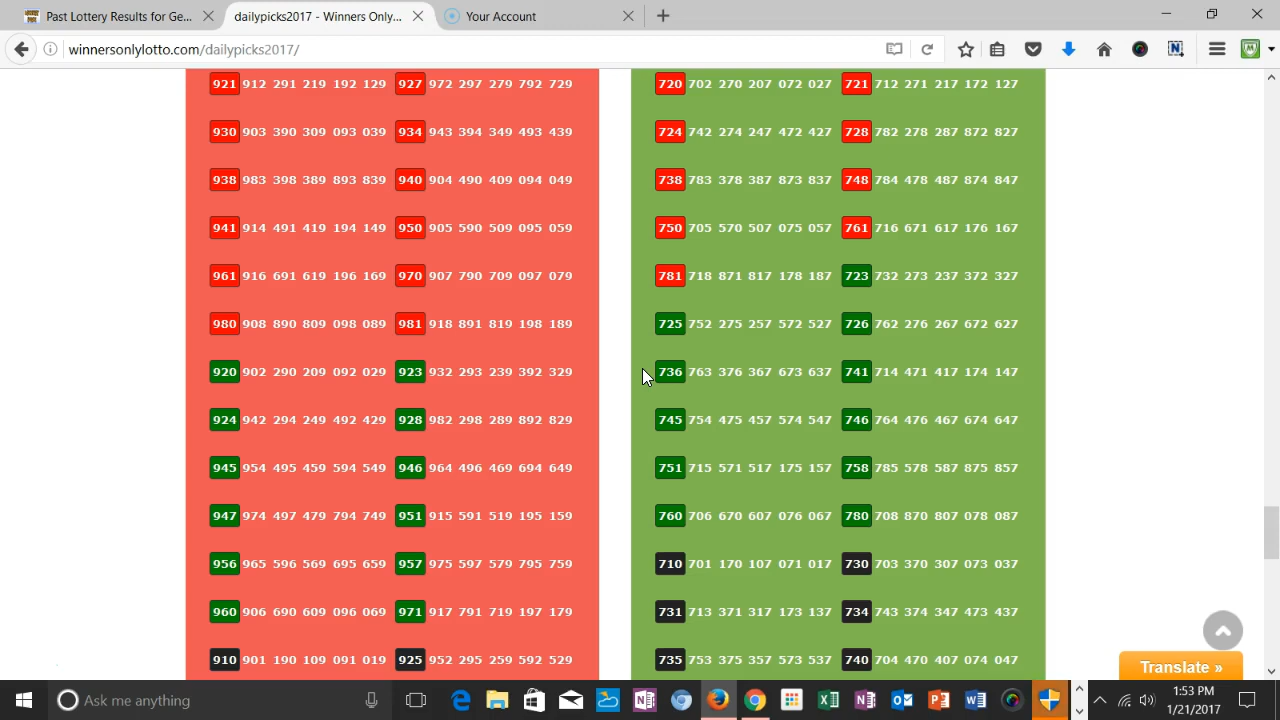 Past Lottery Results for Ge...
dailypicks2017 - Winners Only...
Your Account
winnersonlylotto.com/dailypicks2017/
921 912 291 219 192 129 927 972 297 279 792 729
930 903 390 309 093 039 934 943 394 349 493 439
938 983 398 389 893 839 940 904 490 409 094 049
941 914 491 419 194 149 950 905 590 509 095 059
961 916 691 619 196 169 970 907 790 709 097 079
980 908 890 809 098 089 981 918 891 819 198 189
920 902 290 209 092 029 923 932 293 239 392 329
924 942 294 249 492 429 928 982 298 289 892 829
945 954 495 459 594 549 946 964 496 469 694 649
947 974 497 479 794 749 951 915 591 519 195 159
956 965 596 569 695 659 957 975 597 579 795 759
960 906 690 609 096 069 971 917 791 719 197 179
910 901 190 109 091 019 925 952 295 259 592 529
720 702 270 207 072 027 721 712 271 217 172 127
724 742 274 247 472 427 728 782 278 287 872 827
738 783 378 387 873 837 748 784 478 487 874 847
750 705 570 507 075 057 761 716 671 617 176 167
781 718 871 817 178 187 723 732 273 237 372 327
725 752 275 257 572 527 726 762 276 267 672 627
736 763 376 367 673 637 741 714 471 417 174 147
745 754 475 457 574 547 746 764 476 467 674 647
751 715 571 517 175 157 758 785 578 587 875 857
760 706 670 607 076 067 780 708 870 807 078 087
710 701 170 107 071 017 730 703 370 307 073 037
731 713 371 317 173 137 734 743 374 347 473 437
735 753 375 357 573 537 740 704 470 407 074 047
Translate »
Ask me anything
1:53 PM
1/21/2017